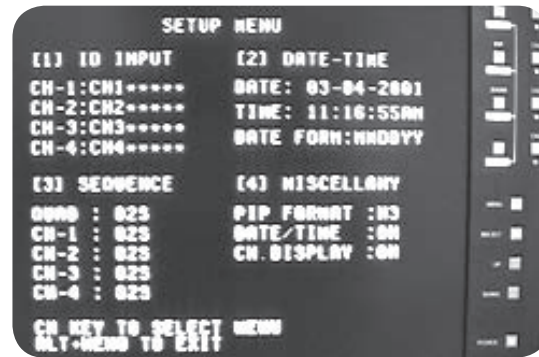 SETUP MENU
[1] ID INPUT
CH-1:CH1*****
CH-2:CH2*****
CH-3:CH3*****
CH-4:CH4*****
[2] DATE-TIME
DATE: 03-04-2001
TIME: 11:16:55AM
DATE FORM:MMDDYY
[3] SEQUENCE
QUAD : 02S
CH-1 : 02S
CH-2 : 02S
CH-3 : 02S
CH-4 : 02S
[4] MISCELLANY
PIP FORMAT :M3
DATE/TIME :ON
CH.DISPLAY :ON
CH KEY TO SELECT MENU
ALT+MENU TO EXIT